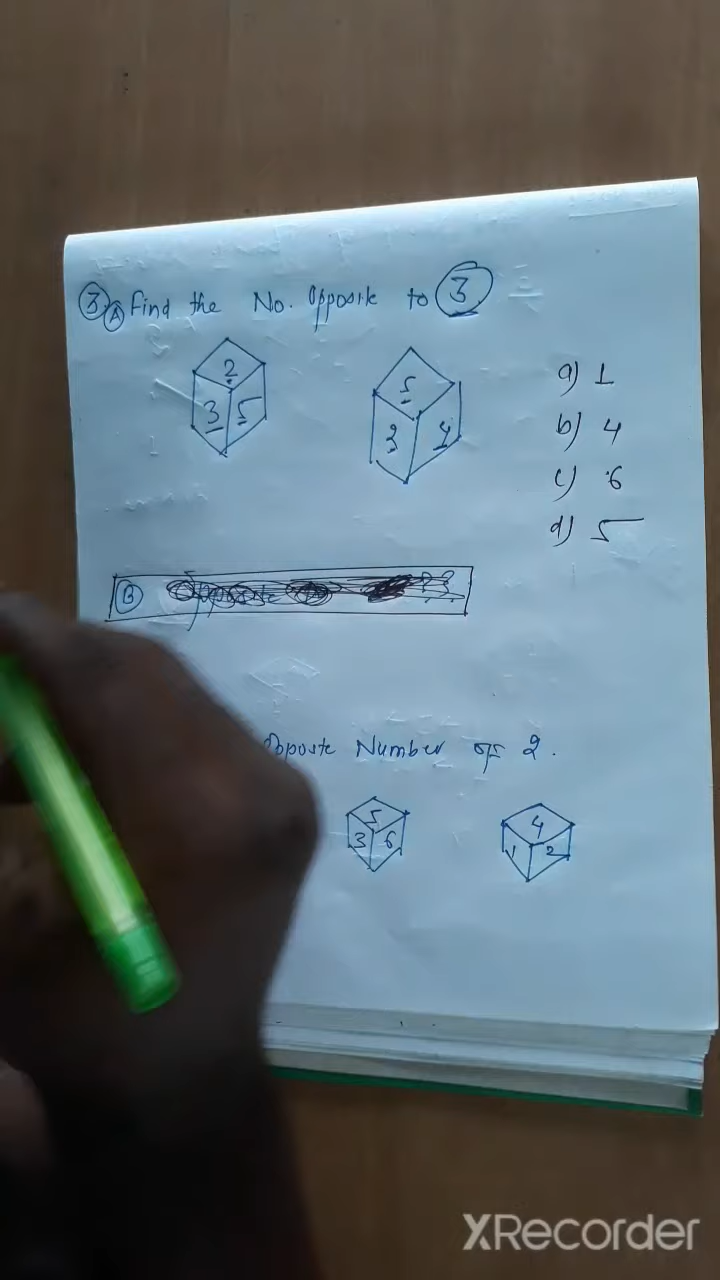 3 A Find the No. Opposite to 3
2
3 5
5
3 4
a) 1
b) 4
c) 6
d) 5
B
Opposite Number of 2.
5
3 6
4
1 2
XRecorder